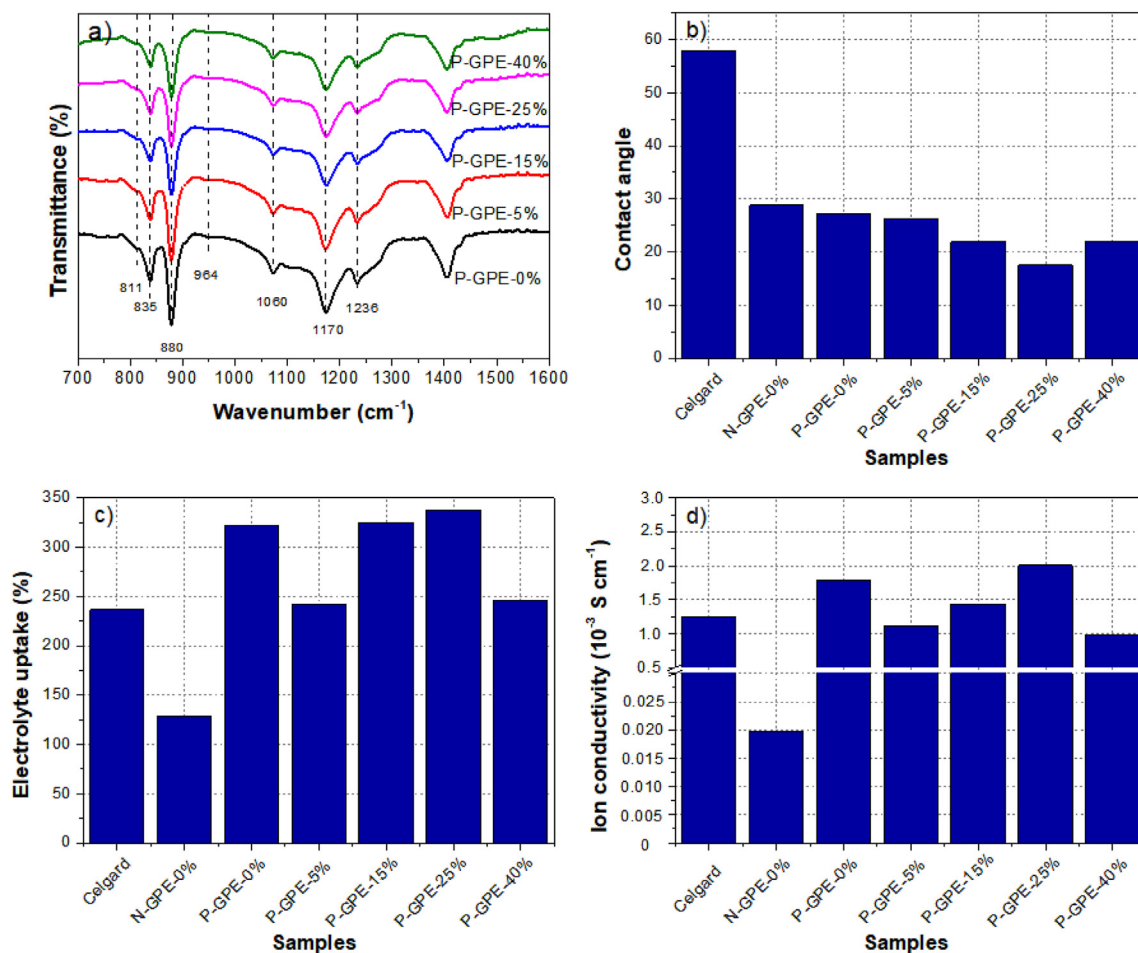 a)
P-GPE-40%
P-GPE-25%
P-GPE-15%
P-GPE-5%
P-GPE-0%
811
835
880
964
1060
1170
1236
Transmittance (%)
700 800 900 1000 1100 1200 1300 1400 1500 1600
Wavenumber (cm⁻¹)
b)
Contact angle
60
50
40
30
20
10
0
Celgard N-GPE-0% P-GPE-0% P-GPE-5% P-GPE-15% P-GPE-25% P-GPE-40%
Samples
c)
Electrolyte uptake (%)
350
300
250
200
150
100
50
0
Celgard N-GPE-0% P-GPE-0% P-GPE-5% P-GPE-15% P-GPE-25% P-GPE-40%
Samples
d)
Ion conductivity (10⁻³ S cm⁻¹)
3.0
2.5
2.0
1.5
1.0
0.5
0.025
0.020
0.015
0.010
0.005
0
Celgard N-GPE-0% P-GPE-0% P-GPE-5% P-GPE-15% P-GPE-25% P-GPE-40%
Samples